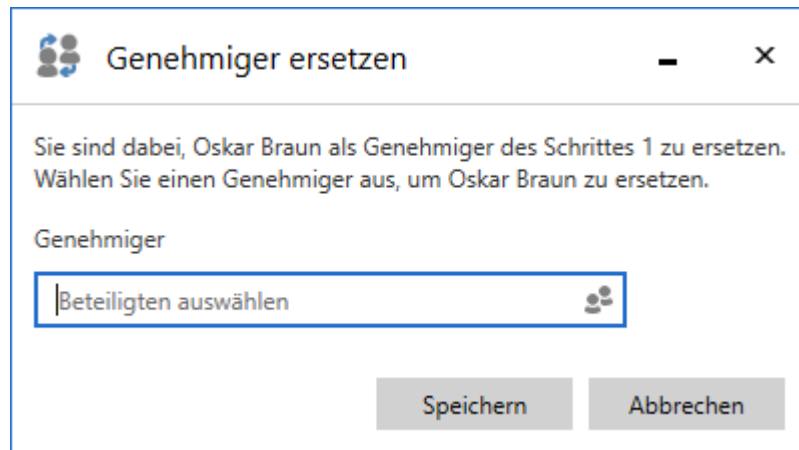 Genehmiger ersetzen
Sie sind dabei, Oskar Braun als Genehmiger des Schrittes 1 zu ersetzen.
Wählen Sie einen Genehmiger aus, um Oskar Braun zu ersetzen.
Genehmiger
Beteiligten auswählen
Speichern
Abbrechen